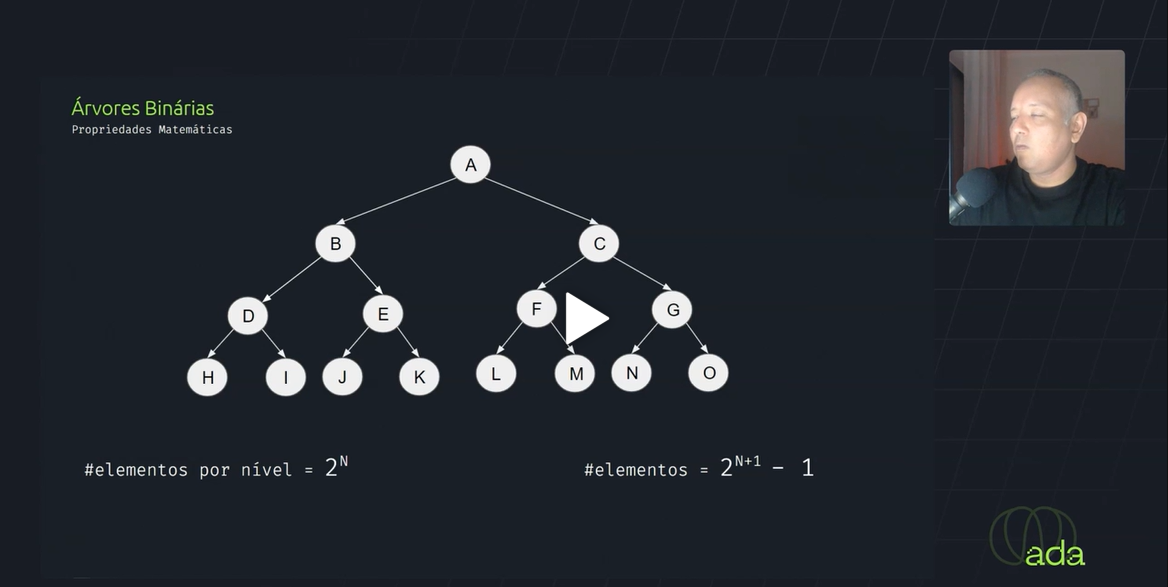 Árvores Binárias
Propriedades Matemáticas
A
B C
D E F G
H I J K L M N O
#elementos por nível = 2^N
#elementos = 2^N+1 - 1
ada